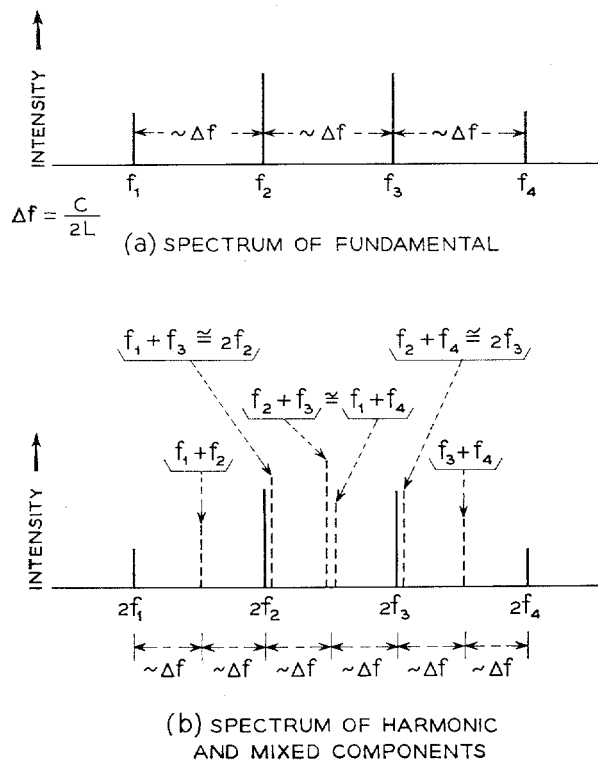 INTENSITY
~Δf ~Δf ~Δf
f₁ f₂ f₃ f₄
Δf = C/2L
(a) SPECTRUM OF FUNDAMENTAL
f₁ + f₃ ≅ 2f₂
f₂ + f₄ ≅ 2f₃
f₂ + f₃ ≅ f₁ + f₄
f₁ + f₂
f₃ + f₄
INTENSITY
2f₁ 2f₂ 2f₃ 2f₄
~Δf ~Δf ~Δf ~Δf ~Δf ~Δf
(b) SPECTRUM OF HARMONIC
AND MIXED COMPONENTS